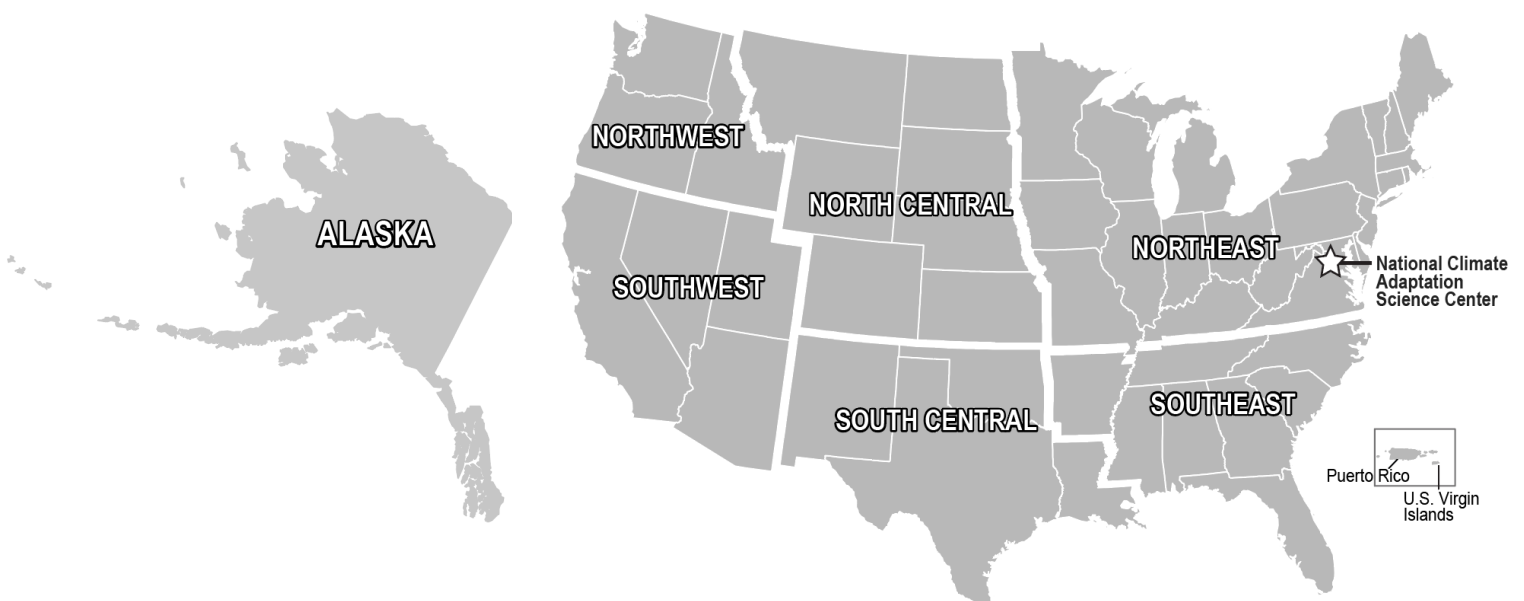 NORTHWEST
NORTH CENTRAL
ALASKA
NORTHEAST
National Climate
Adaptation
Science Center
SOUTHWEST
SOUTH CENTRAL
SOUTHEAST
Puerto Rico
U.S. Virgin
Islands